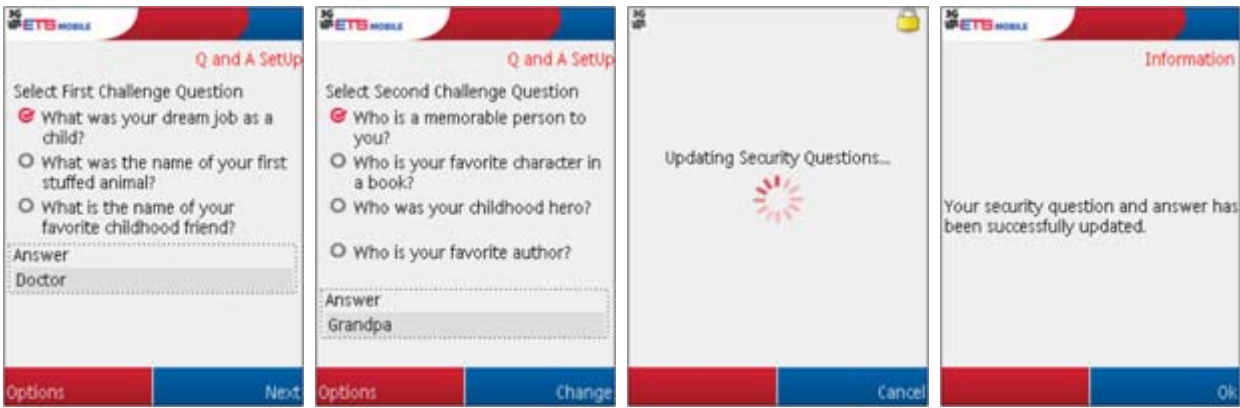 3G
ETB MOBILE
Q and A SetUp
Select First Challenge Question
What was your dream job as a
child?
What was the name of your first
stuffed animal?
What is the name of your
favorite childhood friend?
Answer
Doctor
Options
Next
3G
ETB MOBILE
Q and A SetUp
Select Second Challenge Question
Who is a memorable person to
you?
Who is your favorite character in
a book?
Who was your childhood hero?
Who is your favorite author?
Answer
Grandpa
Options
Change
3G
Updating Security Questions...
Cancel
3G
ETB MOBILE
Information
Your security question and answer has
been successfully updated.
Ok